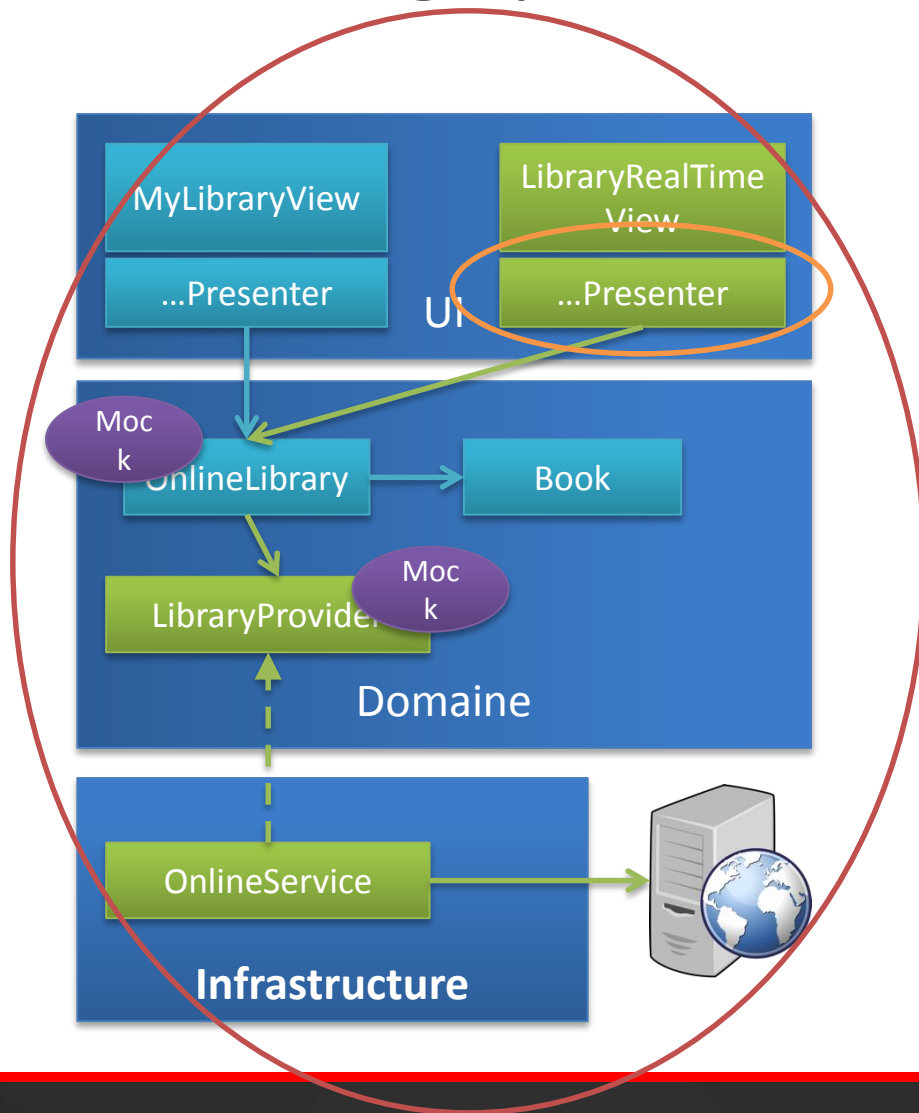 MyLibraryView
LibraryRealTime
View
...Presenter
...Presenter
UI
Moc
k
OnlineLibrary
Book
Moc
k
LibraryProvider
Domaine
OnlineService
Infrastructure